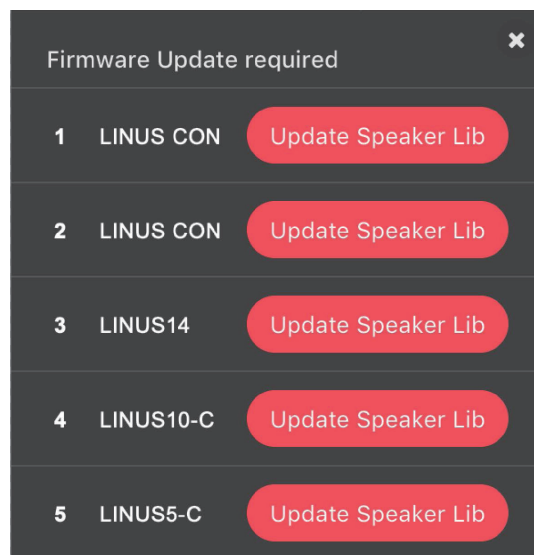 Firmware Update required
1 LINUS CON Update Speaker Lib
2 LINUS CON Update Speaker Lib
3 LINUS14 Update Speaker Lib
4 LINUS10-C Update Speaker Lib
5 LINUS5-C Update Speaker Lib